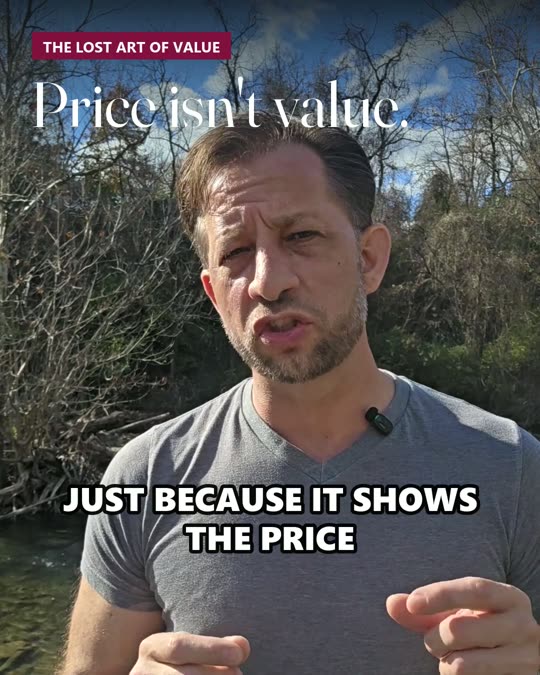 THE LOST ART OF VALUE
Price isn't value.
JUST BECAUSE IT SHOWS
THE PRICE